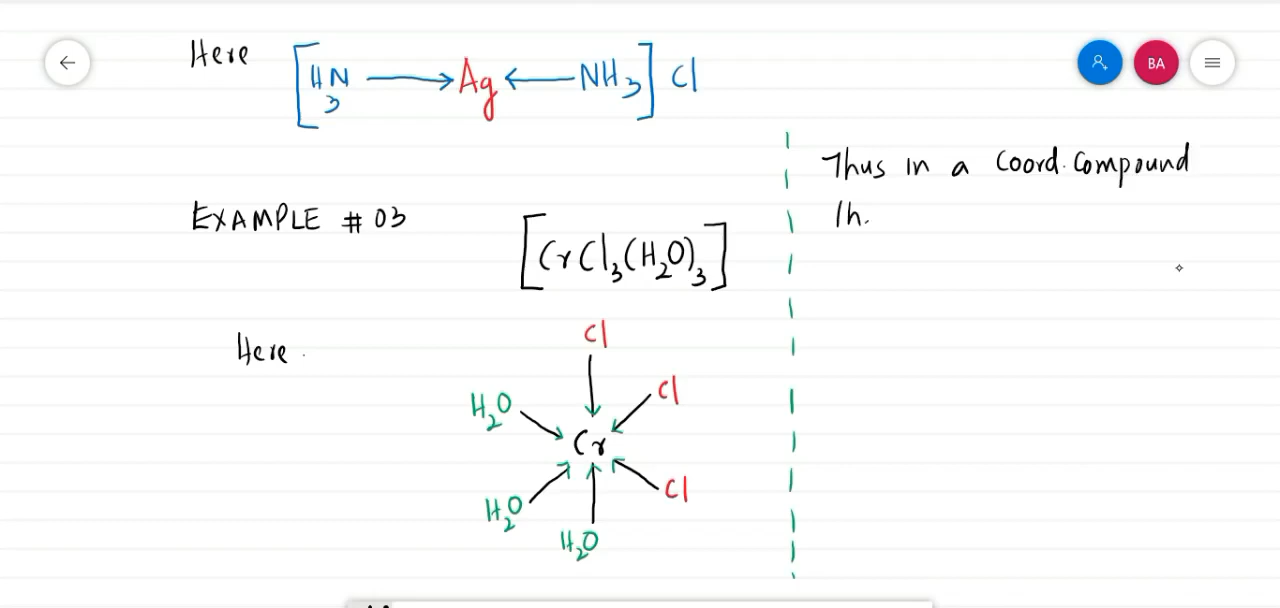 Here [H₃N ⟶ Ag ⟵ NH₃] Cl
BA
EXAMPLE # 03
[CrCl₃(H₂O)₃]
Here.
Cl
H₂O Cl
Cr
H₂O Cl
H₂O
Thus in a Coord. Compound
th.